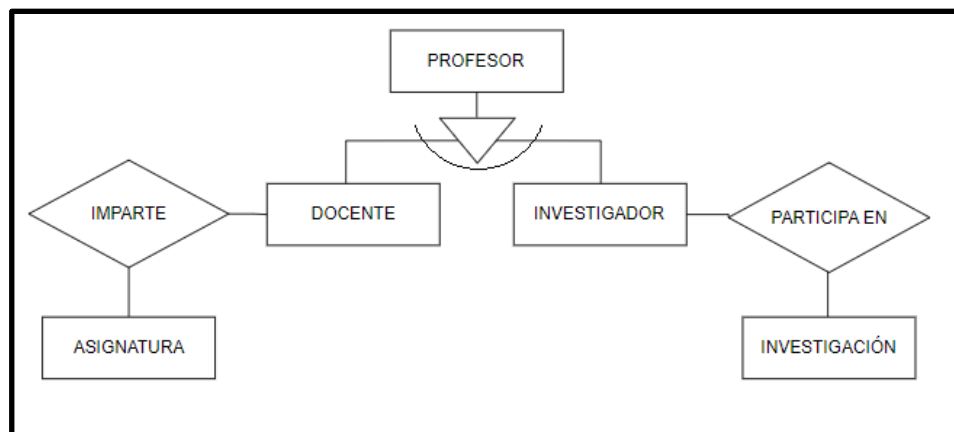 PROFESOR
IMPARTE
DOCENTE
INVESTIGADOR
PARTICIPA EN
ASIGNATURA
INVESTIGACIÓN